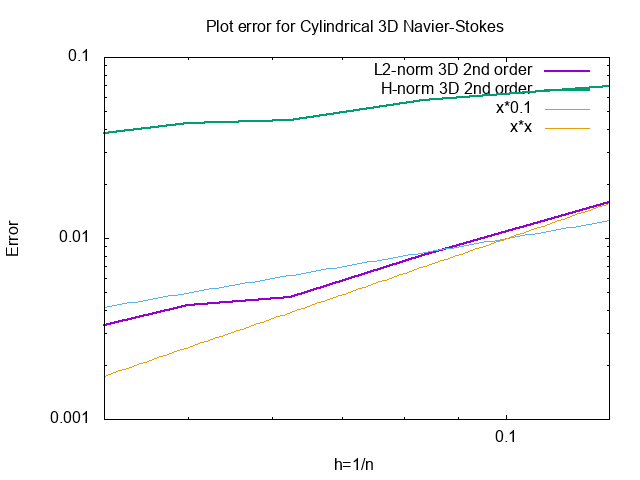 Plot error for Cylindrical 3D Navier-Stokes
0.1
L2-norm 3D 2nd order
H-norm 3D 2nd order
x*0.1
x*x
Error
0.01
0.001
0.1
h=1/n